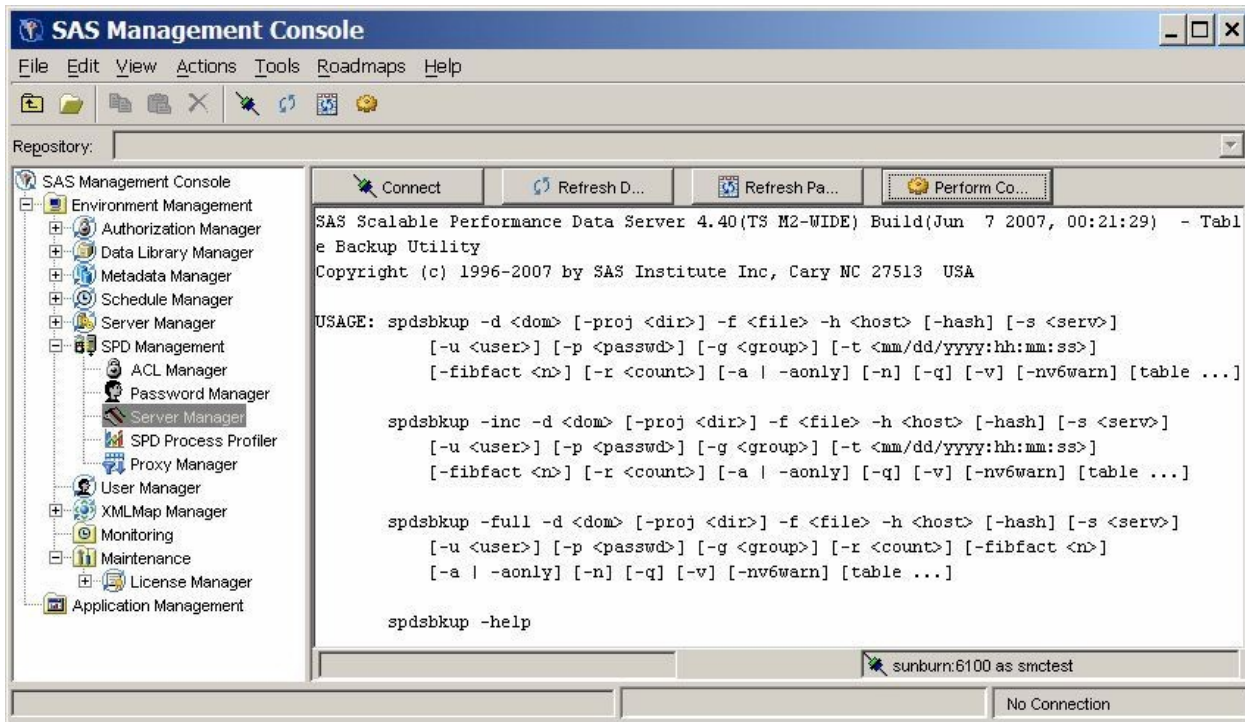 SAS Management Console
File Edit View Actions Tools Roadmaps Help
Repository:
SAS Management Console
Environment Management
Authorization Manager
Data Library Manager
Metadata Manager
Schedule Manager
Server Manager
SPD Management
ACL Manager
Password Manager
Server Manager
SPD Process Profiler
Proxy Manager
User Manager
XMLMap Manager
Monitoring
Maintenance
License Manager
Application Management
Connect Refresh D... Refresh Pa... Perform Co...
SAS Scalable Performance Data Server 4.40(TS M2-WIDE) Build(Jun  7 2007, 00:21:29)  - Tabl
e Backup Utility
Copyright (c) 1996-2007 by SAS Institute Inc, Cary NC 27513  USA
USAGE: spdsbkup -d <dom> [-proj <dir>] -f <file> -h <host> [-hash] [-s <serv>]
[-u <user>] [-p <passwd>] [-g <group>] [-t <mm/dd/yyyy:hh:mm:ss>]
[-fibfact <n>] [-r <count>] [-a | -aonly] [-n] [-q] [-v] [-nv6warn] [table ...]
spdsbkup -inc -d <dom> [-proj <dir>] -f <file> -h <host> [-hash] [-s <serv>]
[-u <user>] [-p <passwd>] [-g <group>] [-t <mm/dd/yyyy:hh:mm:ss>]
[-fibfact <n>] [-r <count>] [-a | -aonly] [-q] [-v] [-nv6warn] [table ...]
spdsbkup -full -d <dom> [-proj <dir>] -f <file> -h <host> [-hash] [-s <serv>]
[-u <user>] [-p <passwd>] [-g <group>] [-r <count>] [-fibfact <n>]
[-a | -aonly] [-n] [-q] [-v] [-nv6warn] [table ...]
spdsbkup -help
sunburn:6100 as smctest
No Connection